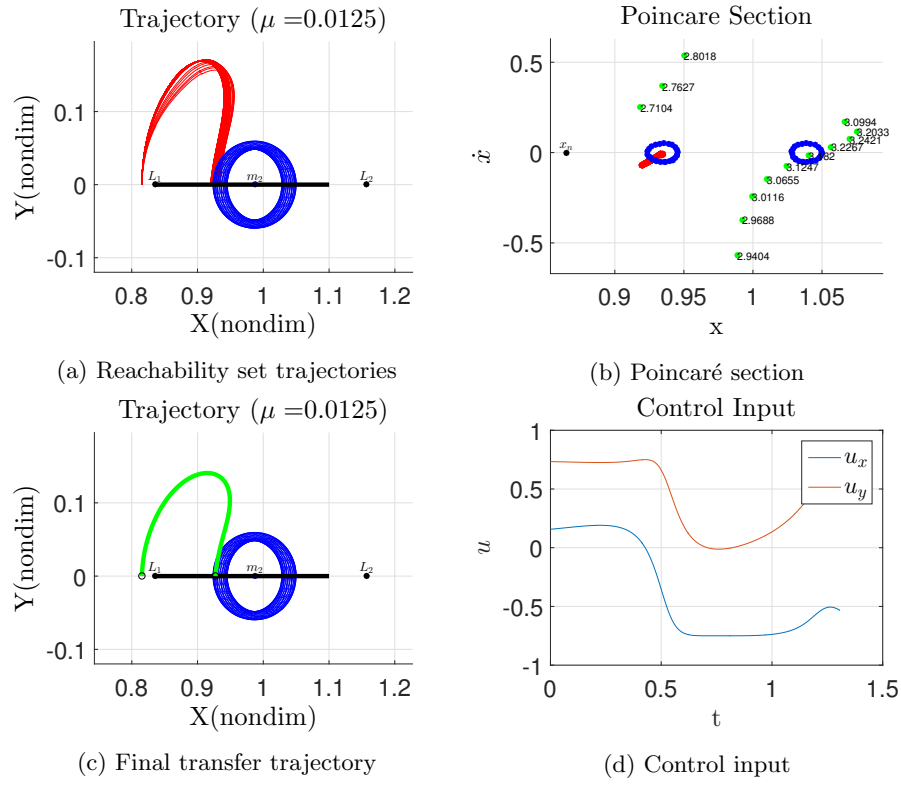 Trajectory (μ =0.0125)
Y(nondim)
0.1
0
-0.1
L₁
m₂
L₂
0.8
0.9
1
1.1
1.2
X(nondim)
(a) Reachability set trajectories
Poincare Section
ẋ
0.5
0
-0.5
2.8018
2.7627
2.7104
xₙ
3.0994
3.2033
3.2421
3.2267
3.1247
3.0655
3.0116
2.9688
2.9404
0.9
0.95
1
1.05
x
(b) Poincaré section
Trajectory (μ =0.0125)
Y(nondim)
0.1
0
-0.1
L₁
m₂
L₂
0.8
0.9
1
1.1
1.2
X(nondim)
(c) Final transfer trajectory
Control Input
u
1
0.5
0
-0.5
-1
uₓ
u_y
0
0.5
1
1.5
t
(d) Control input